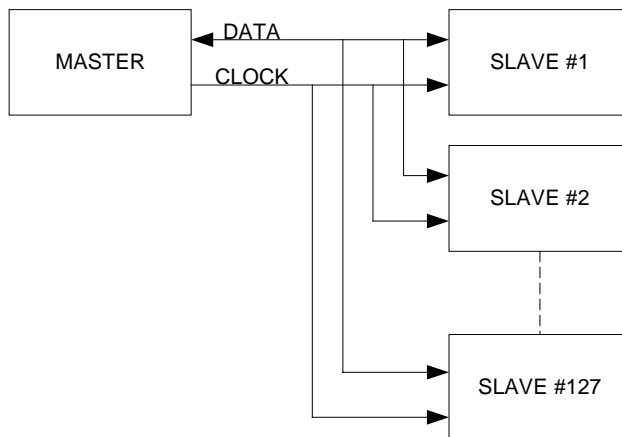 MASTER
DATA
CLOCK
SLAVE #1
SLAVE #2
SLAVE #127